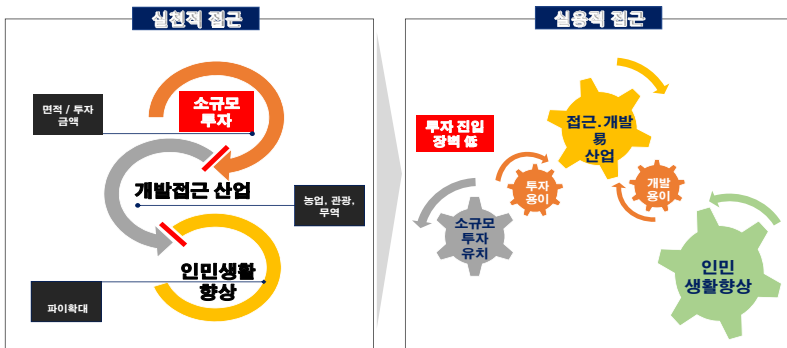 실천적 접근
면적 / 투자
금액
소규모
투자
개발접근 산업
농업, 관광,
무역
인민생활
향상
파이확대
실용적 접근
투자 진입
장벽 低
접근.개발
易
산업
투자
용이
개발
용이
소규모
투자
유치
인민
생활향상